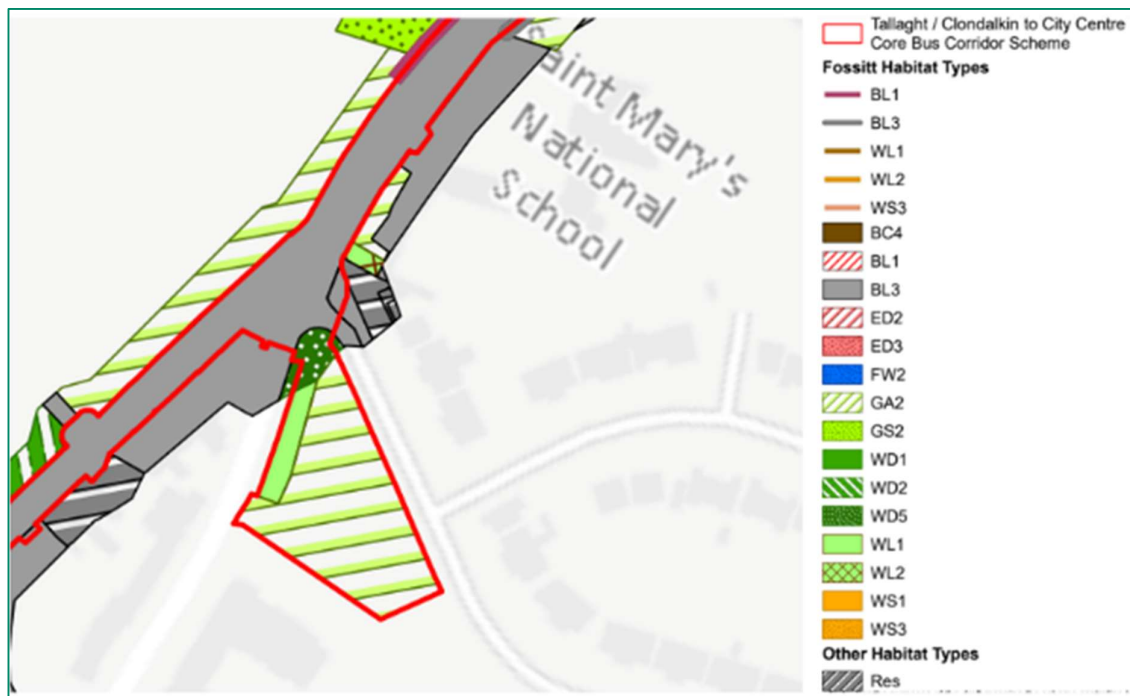 Saint Mary's
National
School
Tallaght / Clondalkin to City Centre
Core Bus Corridor Scheme
Fossitt Habitat Types
BL1
BL3
WL1
WL2
WS3
BC4
BL1
BL3
ED2
ED3
FW2
GA2
GS2
WD1
WD2
WD5
WL1
WL2
WS1
WS3
Other Habitat Types
Res